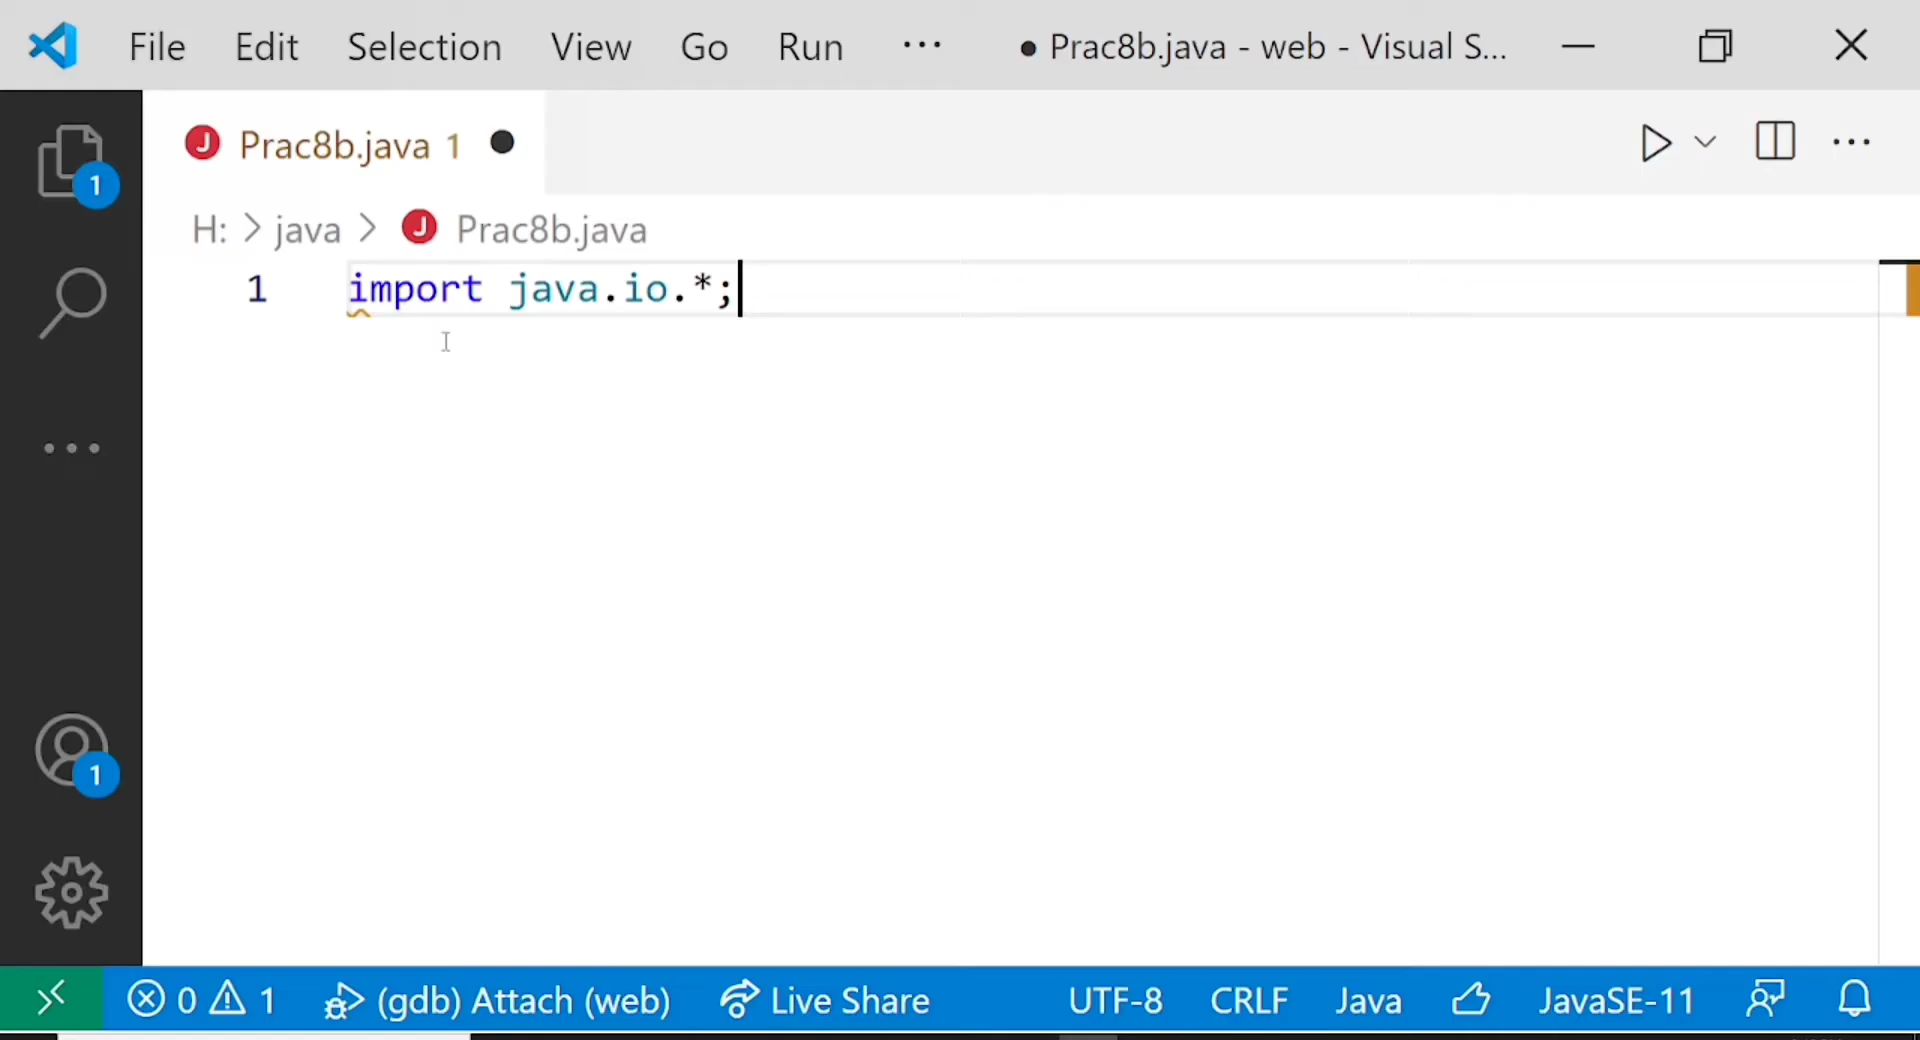 File Edit Selection View Go Run ··· ● Prac8b.java - web - Visual S...
J Prac8b.java 1 ●
1
H: > java > J Prac8b.java
1 import java.io.*;
1
0 1 (gdb) Attach (web) Live Share UTF-8 CRLF Java JavaSE-11